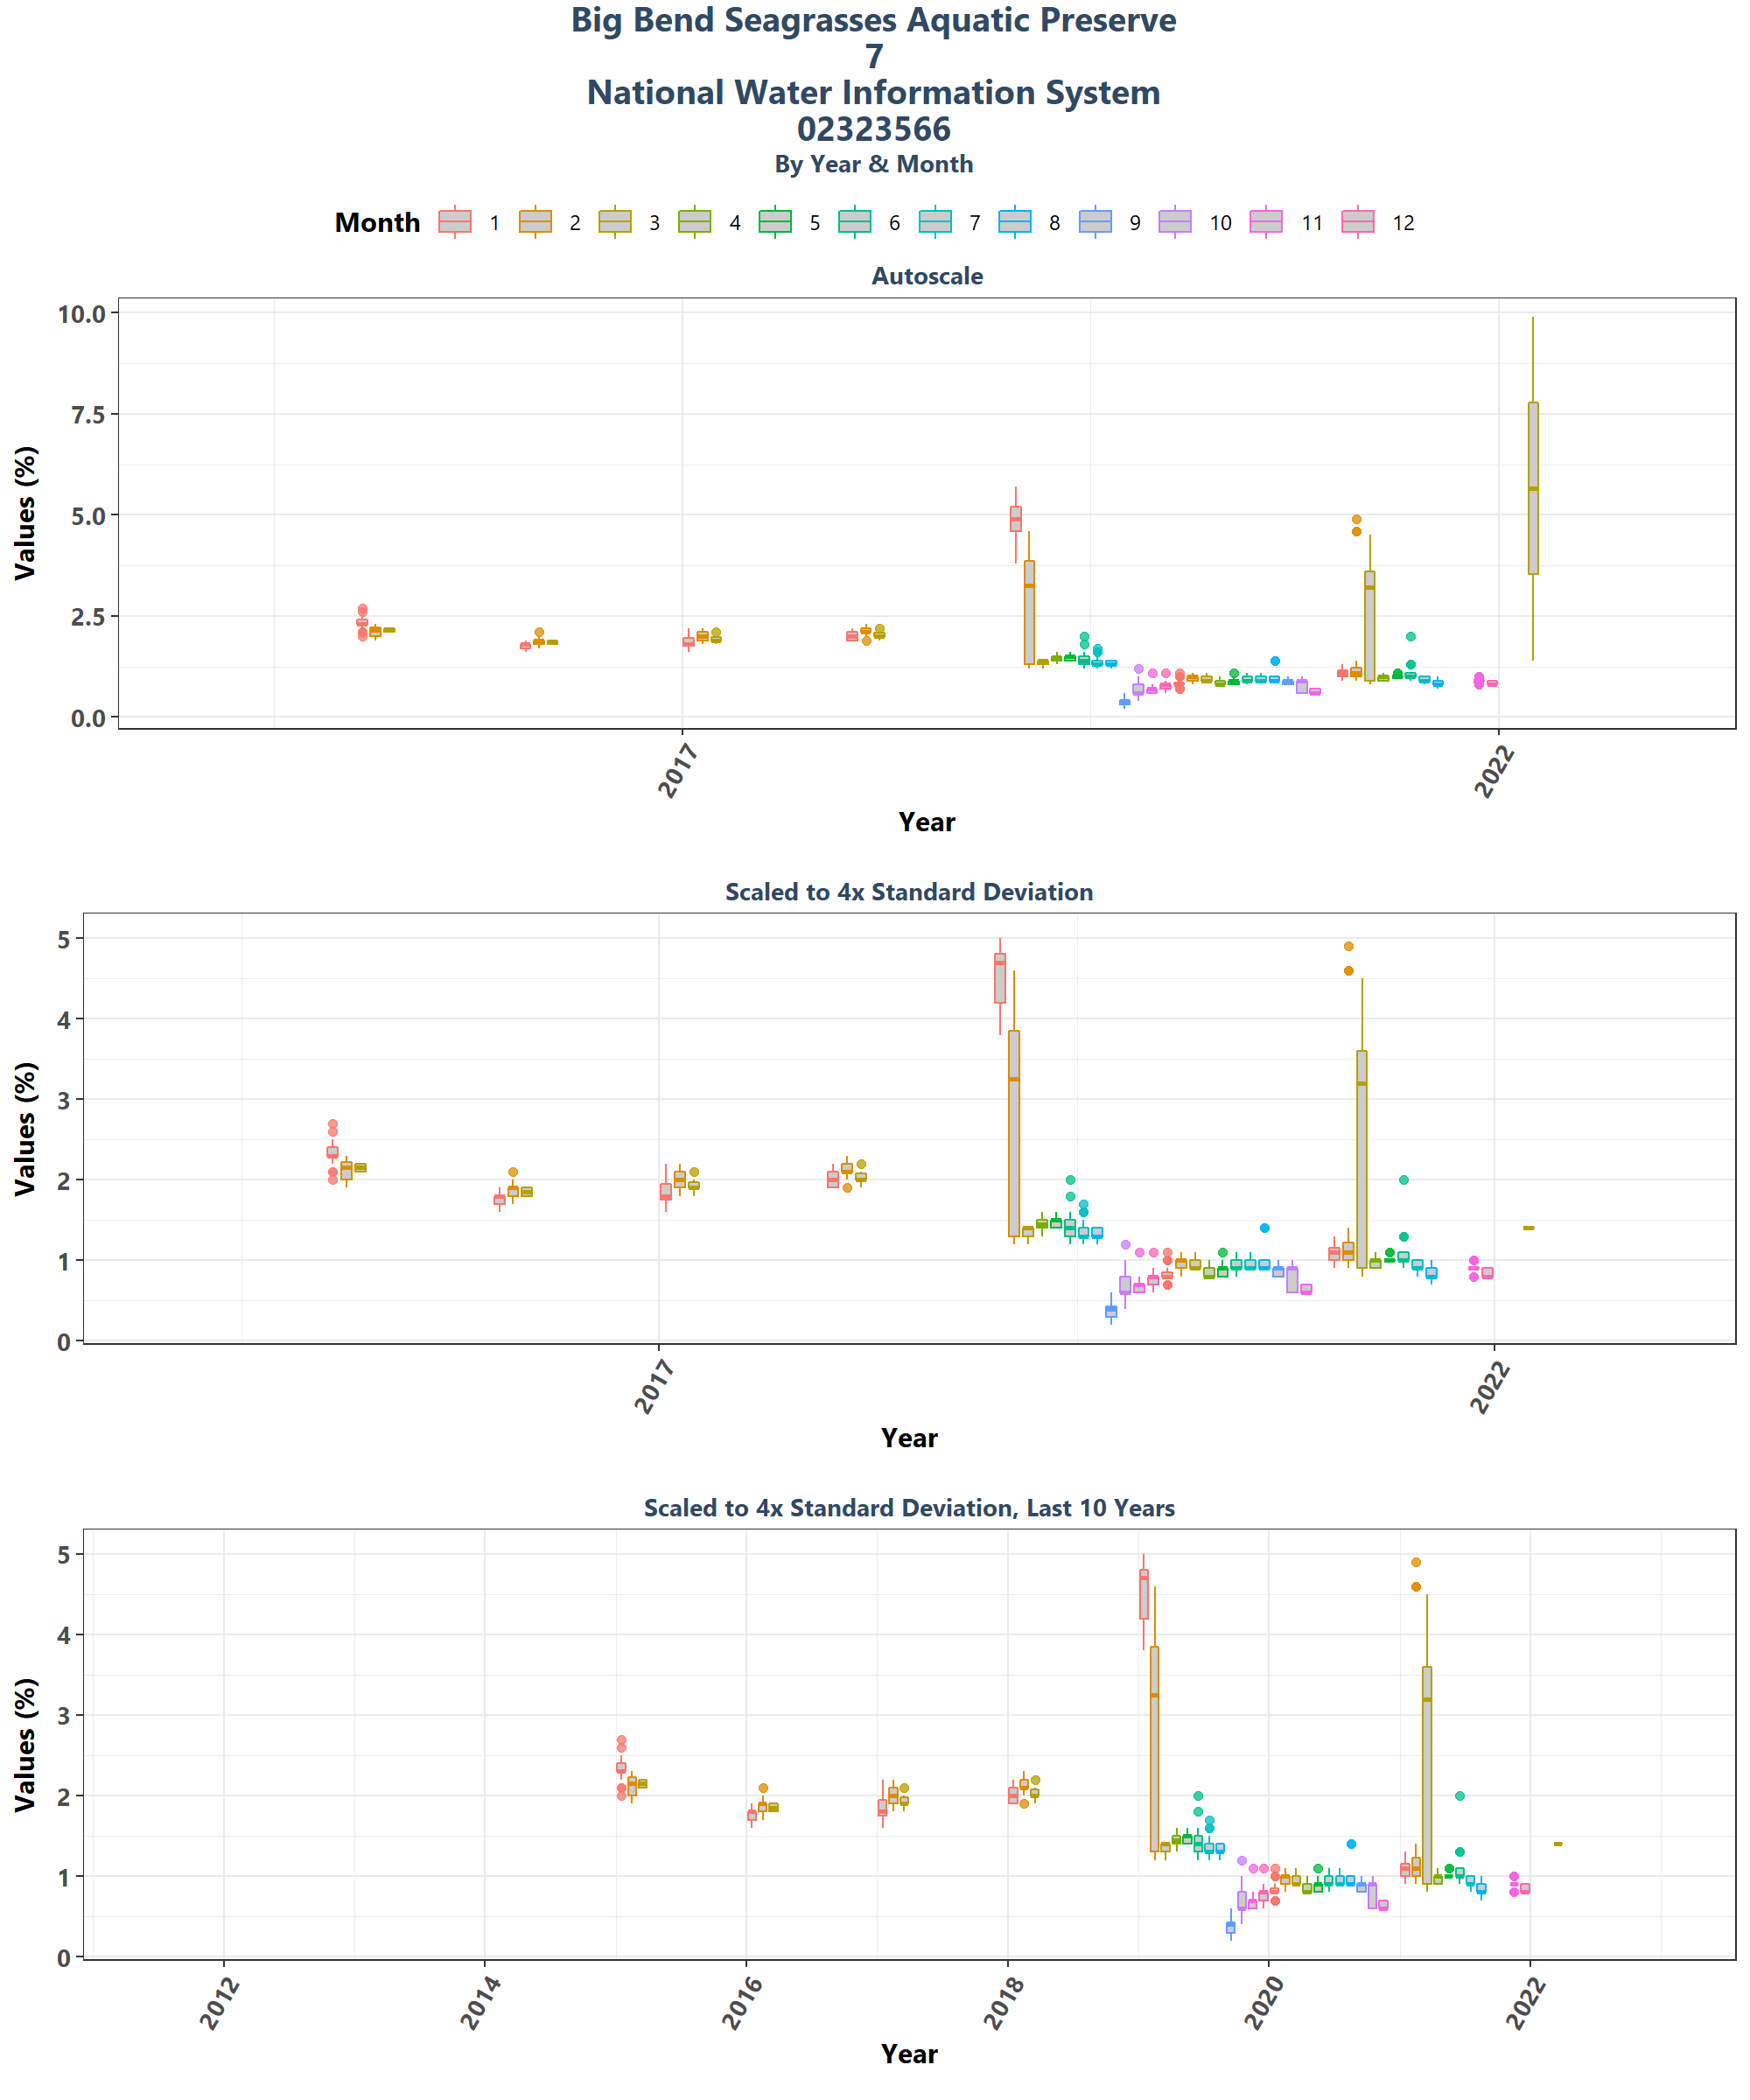 Big Bend Seagrasses Aquatic Preserve
7
National Water Information System
02323566
By Year & Month
Month 1 2 3 4 5 6 7 8 9 10 11 12
Autoscale
10.0
7.5
5.0
2.5
0.0
Values (%)
2017 2022
Year
Scaled to 4x Standard Deviation
5
4
3
2
1
0
Values (%)
2017 2022
Year
Scaled to 4x Standard Deviation, Last 10 Years
5
4
3
2
1
0
Values (%)
2012 2014 2016 2018 2020 2022
Year